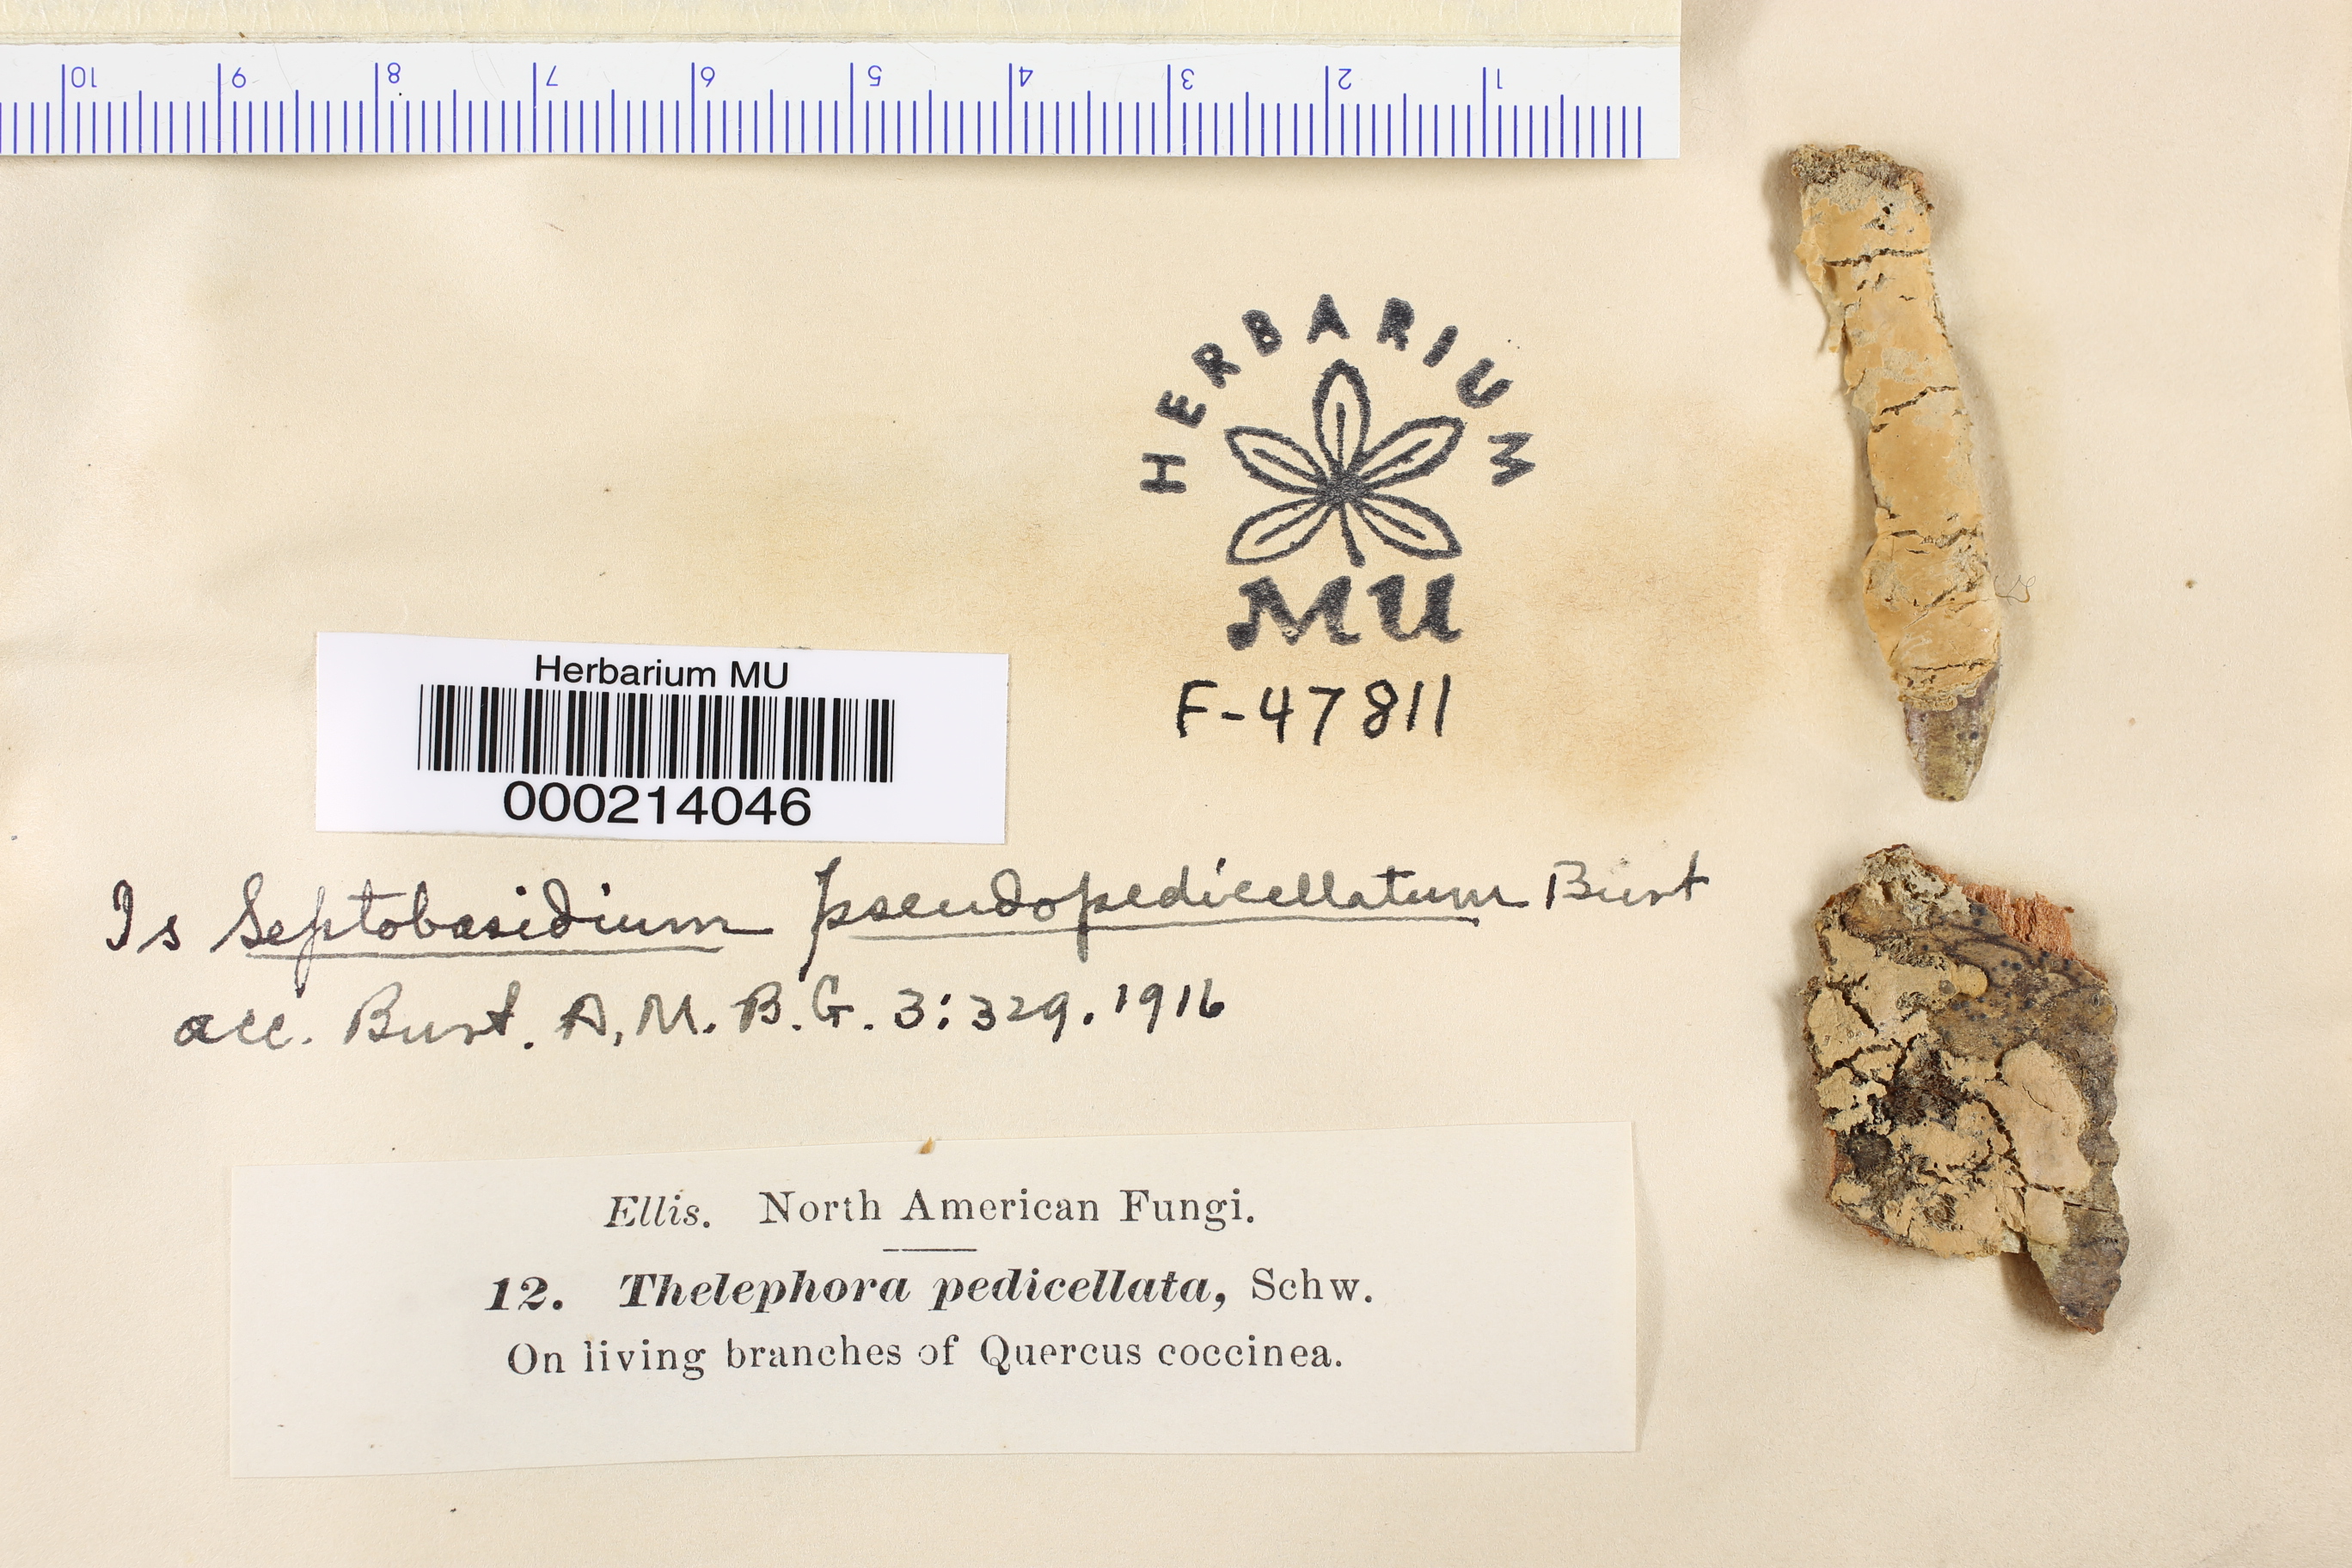 10 9 8 7 6 5 4 3 2 1
HERBARIUM
MU
F-47811
Herbarium MU
000214046
Is Septobasidium pseudopedicellatum Burt
acc. Burt. A.M.B.G. 3:329.1916
Ellis. North American Fungi.
12. Thelephora pedicellata, Schw.
On living branches of Quercus coccinea.